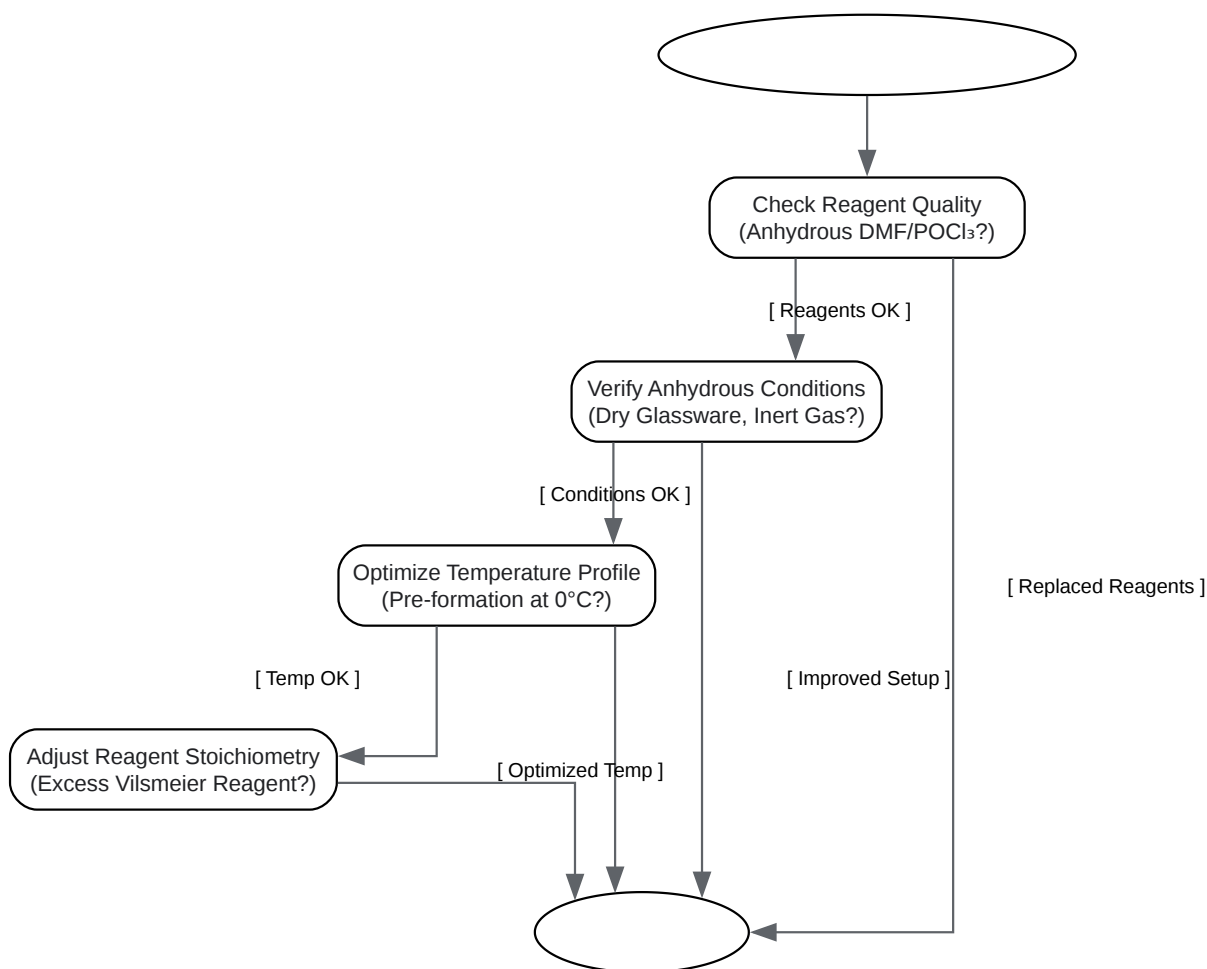 Check Reagent Quality
(Anhydrous DMF/POCl₃?)
[ Reagents OK ]
Verify Anhydrous Conditions
(Dry Glassware, Inert Gas?)
[ Conditions OK ]
Optimize Temperature Profile
(Pre-formation at 0°C?)
[ Replaced Reagents ]
[ Temp OK ]
[ Improved Setup ]
Adjust Reagent Stoichiometry
(Excess Vilsmeier Reagent?)
[ Optimized Temp ]